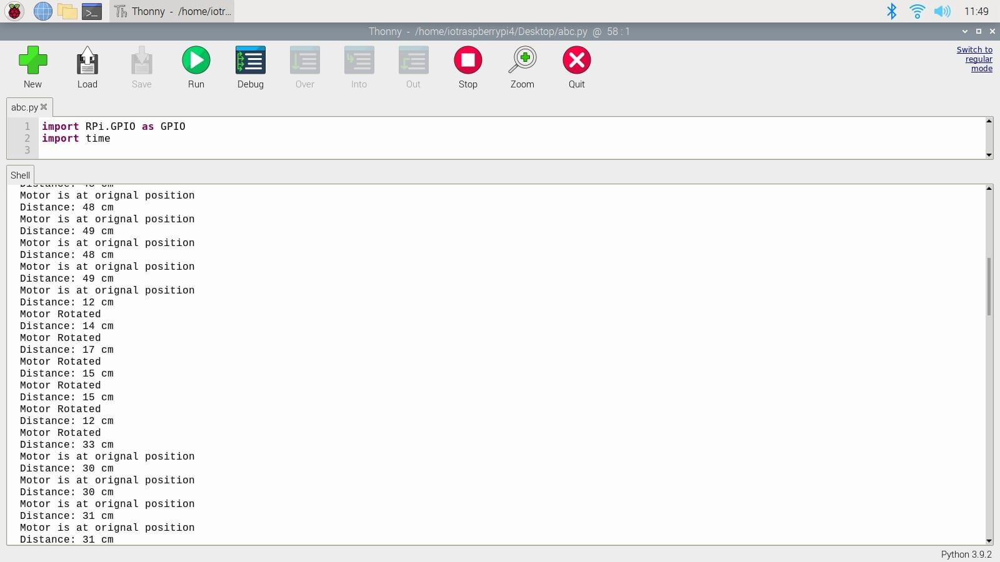 Thonny - /home/iotr...
11:49
Thonny - /home/iotraspberrypi4/Desktop/abc.py @ 58 : 1
New
Load
Save
Run
Debug
Over
Into
Out
Stop
Zoom
Quit
Switch to
regular
mode
abc.py
1 import RPi.GPIO as GPIO
2 import time
3
Shell
Motor is at orignal position
Distance: 48 cm
Motor is at orignal position
Distance: 49 cm
Motor is at orignal position
Distance: 48 cm
Motor is at orignal position
Distance: 49 cm
Motor is at orignal position
Distance: 12 cm
Motor Rotated
Distance: 14 cm
Motor Rotated
Distance: 17 cm
Motor Rotated
Distance: 15 cm
Motor Rotated
Distance: 15 cm
Motor Rotated
Distance: 12 cm
Motor Rotated
Distance: 33 cm
Motor is at orignal position
Distance: 30 cm
Motor is at orignal position
Distance: 30 cm
Motor is at orignal position
Distance: 31 cm
Motor is at orignal position
Distance: 31 cm
Python 3.9.2